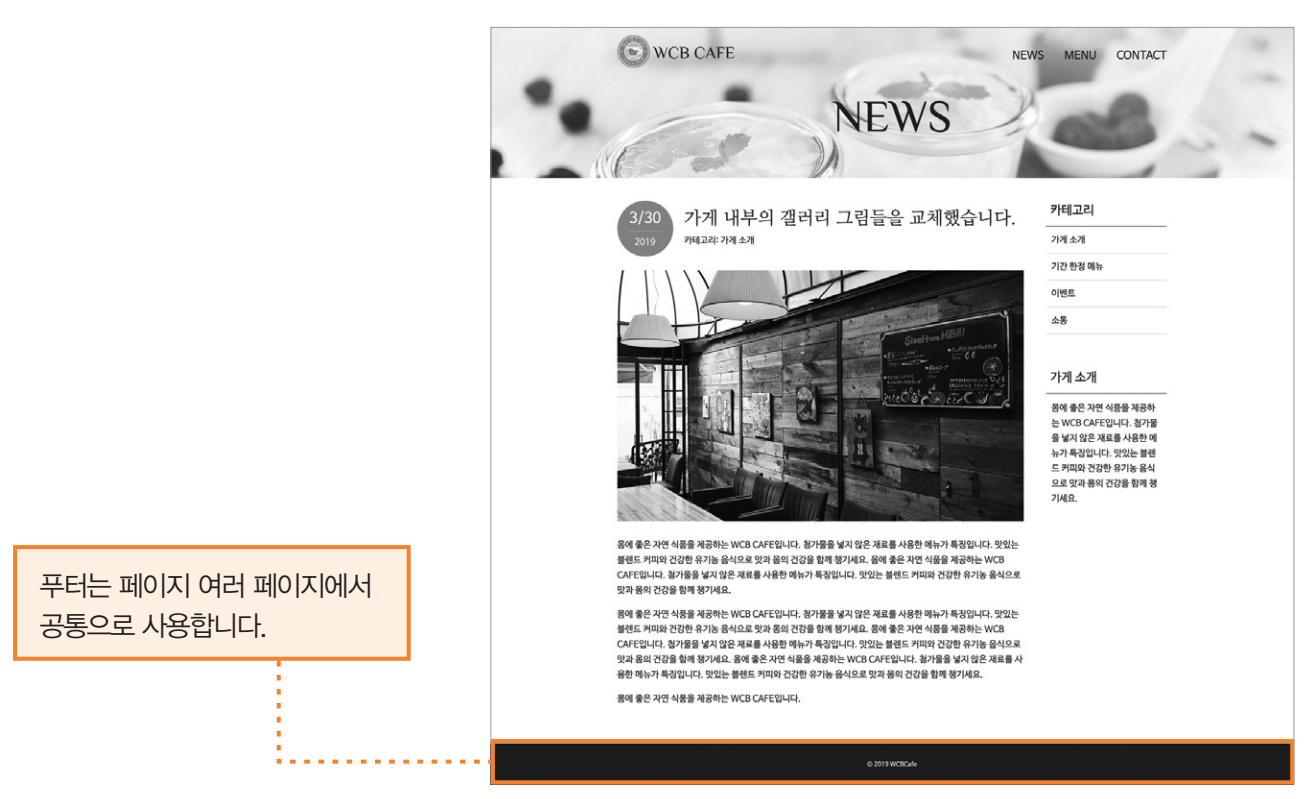 WCB CAFE
NEWS MENU CONTACT
NEWS
3/30
2019
가게 내부의 갤러리 그림들을 교체했습니다.
카테고리: 가게 소개
카테고리
가게 소개
기간 한정 메뉴
이벤트
소통
가게 소개
몸에 좋은 자연 식품을 제공하
는 WCB CAFE입니다. 첨가물
을 넣지 않은 재료를 사용한 메
뉴가 특징입니다. 맛있는 블렌
드 커피와 건강한 유기농 음식
으로 맛과 몸의 건강을 함께 챙
기세요.
MENU
몸에 좋은 자연 식품을 제공하는 WCB CAFE입니다. 첨가물을 넣지 않은 재료를 사용한 메뉴가 특징입니다. 맛있는
블렌드 커피와 건강한 유기농 음식으로 맛과 몸의 건강을 함께 챙기세요. 몸에 좋은 자연 식품을 제공하는 WCB
CAFE입니다. 첨가물을 넣지 않은 재료를 사용한 메뉴가 특징입니다. 맛있는 블렌드 커피와 건강한 유기농 음식으로
맛과 몸의 건강을 함께 챙기세요.
몸에 좋은 자연 식품을 제공하는 WCB CAFE입니다. 첨가물을 넣지 않은 재료를 사용한 메뉴가 특징입니다. 맛있는
블렌드 커피와 건강한 유기농 음식으로 맛과 몸의 건강을 함께 챙기세요. 몸에 좋은 자연 식품을 제공하는 WCB
CAFE입니다. 첨가물을 넣지 않은 재료를 사용한 메뉴가 특징입니다. 맛있는 블렌드 커피와 건강한 유기농 음식으로
맛과 몸의 건강을 함께 챙기세요. 몸에 좋은 자연 식품을 제공하는 WCB CAFE입니다. 첨가물을 넣지 않은 재료를 사
용한 메뉴가 특징입니다. 맛있는 블렌드 커피와 건강한 유기농 음식으로 맛과 몸의 건강을 함께 챙기세요.
몸에 좋은 자연 식품을 제공하는 WCB CAFE입니다.
푸터는 페이지 여러 페이지에서
공통으로 사용합니다.
© 2019 WCBCafe